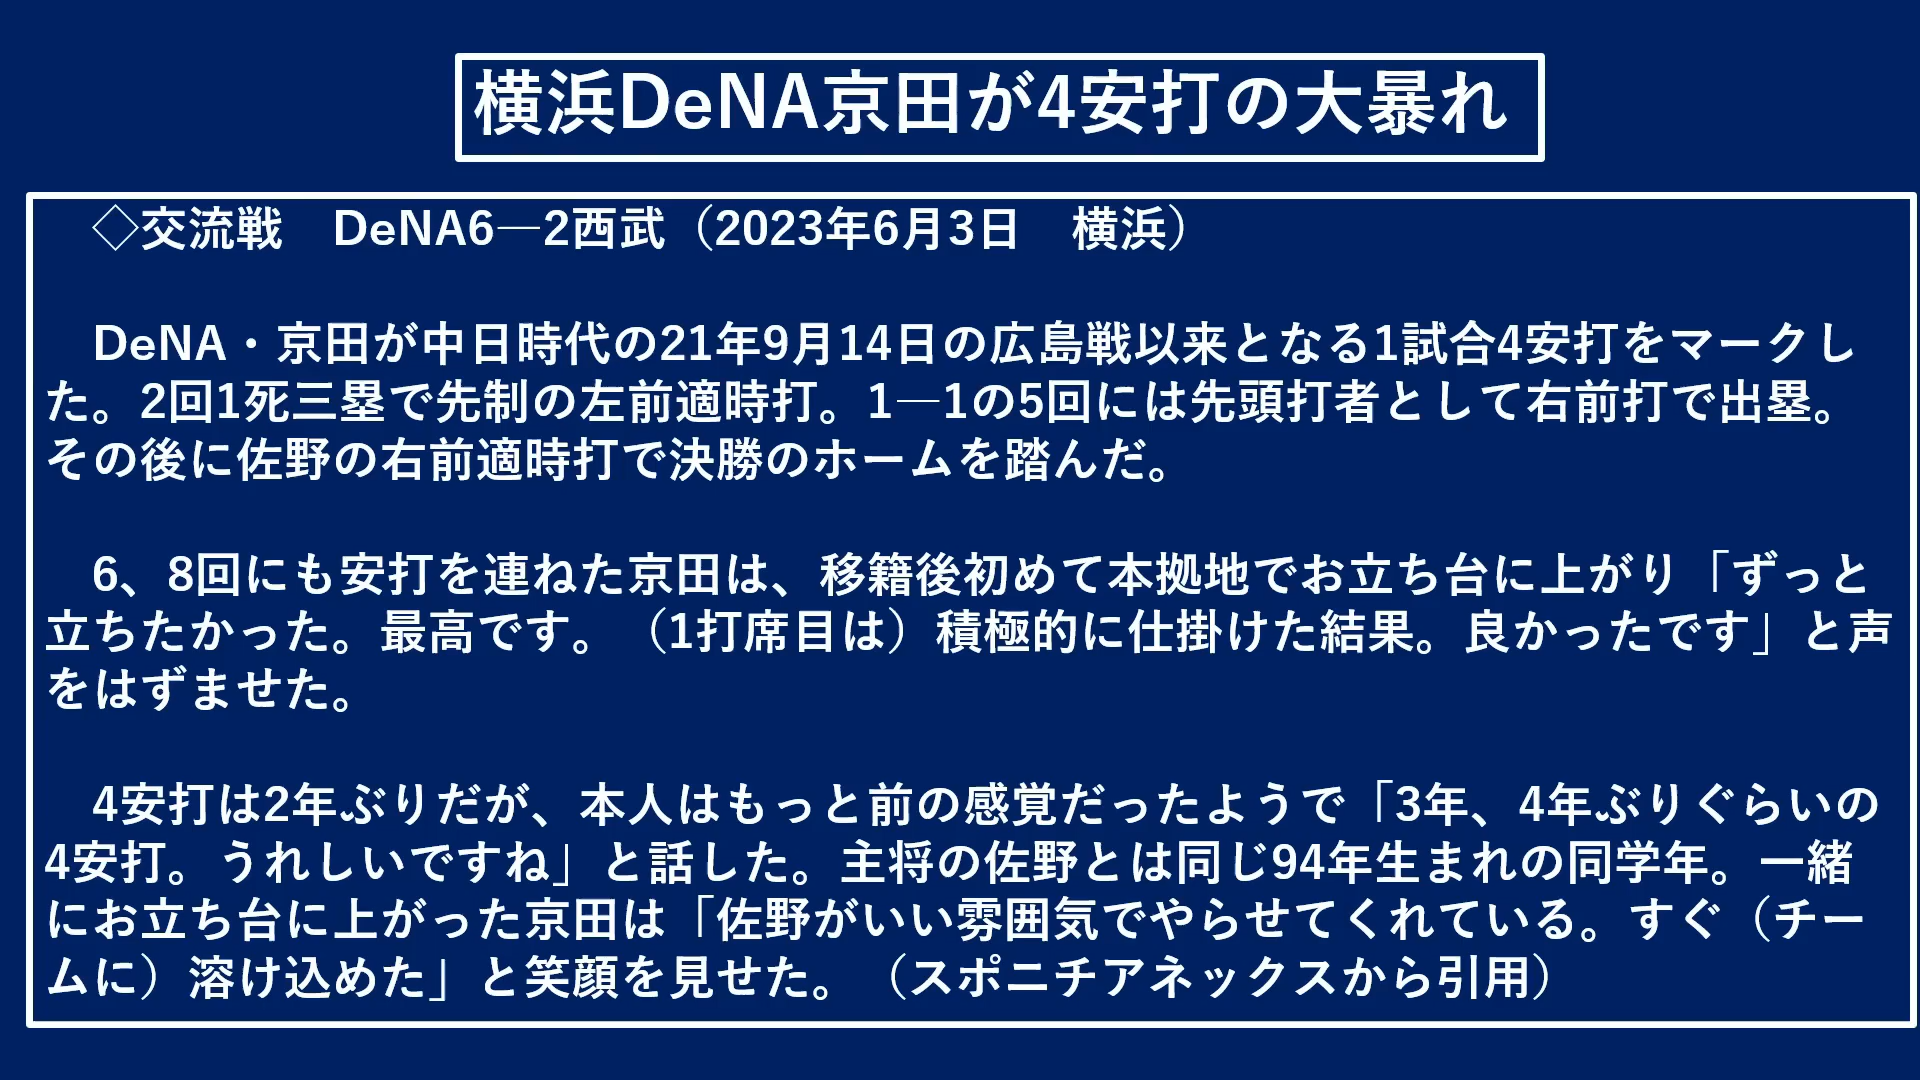 横浜DeNA京田が4安打の大暴れ
◇交流戦　DeNA6―2西武（2023年6月3日　横浜）
DeNA・京田が中日時代の21年9月14日の広島戦以来となる1試合4安打をマークし
た。2回1死三塁で先制の左前適時打。1―1の5回には先頭打者として右前打で出塁。
その後に佐野の右前適時打で決勝のホームを踏んだ。
6、8回にも安打を連ねた京田は、移籍後初めて本拠地でお立ち台に上がり「ずっと
立ちたかった。最高です。（1打席目は）積極的に仕掛けた結果。良かったです」と声
をはずませた。
4安打は2年ぶりだが、本人はもっと前の感覚だったようで「3年、4年ぶりぐらいの
4安打。うれしいですね」と話した。主将の佐野とは同じ94年生まれの同学年。一緒
にお立ち台に上がった京田は「佐野がいい雰囲気でやらせてくれている。すぐ（チー
ムに）溶け込めた」と笑顔を見せた。（スポニチアネックスから引用）